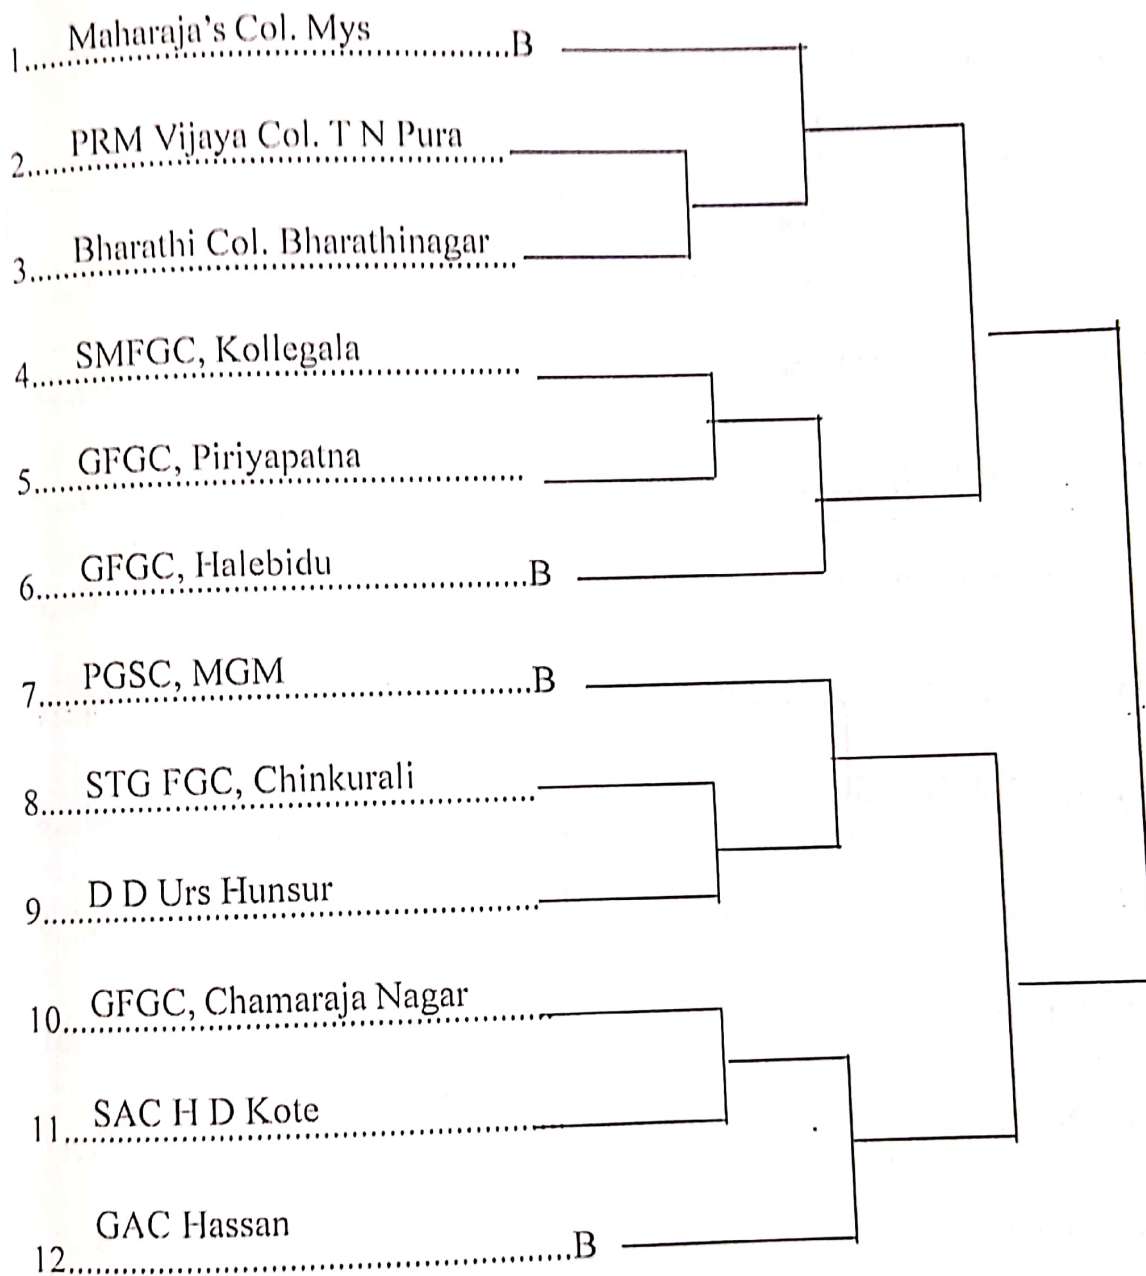 1. Maharaja's Col. Mys B
2. PRM Vijaya Col. T N Pura
3. Bharathi Col. Bharathinagar
4. SMFGC, Kollegala
5. GFGC, Piriyapatna
6. GFGC, Halebidu B
7. PGSC, MGM B
8. STG FGC, Chinkurali
9. D D Urs Hunsur
10. GFGC, Chamaraja Nagar
11. SAC H D Kote
12. GAC Hassan B